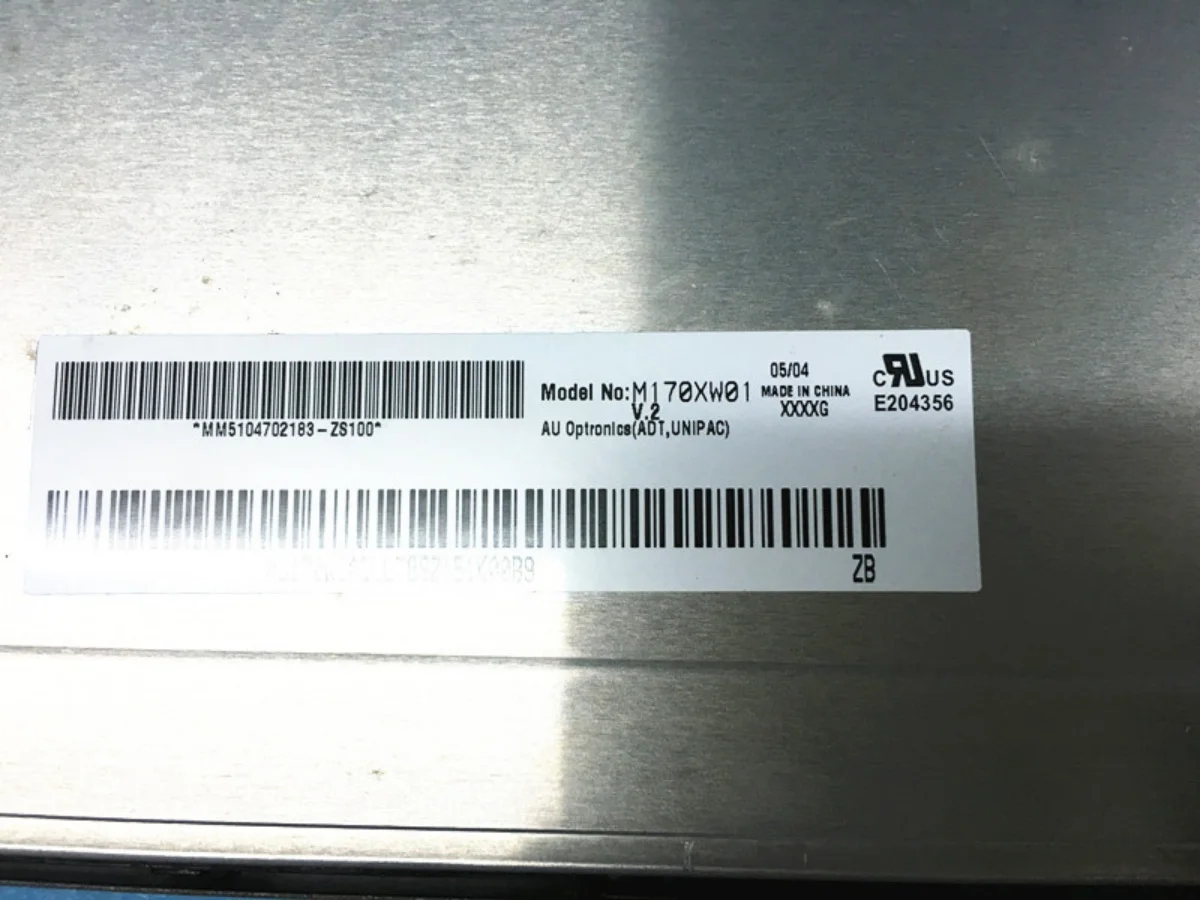 *MM5104702183-ZS100*
Model No:M170XW01
V.2
AU Optronics(ADT,UNIPAC)
05/04
MADE IN CHINA
XXXXG
C RU US
E204356
ZB